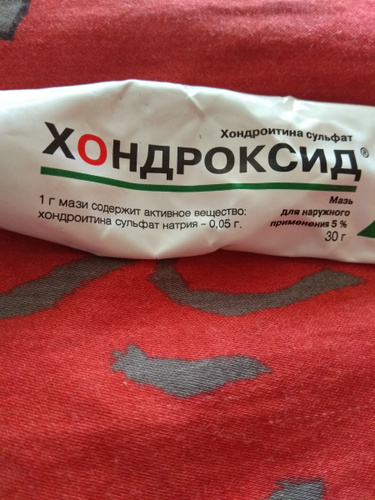 Хондроитина сульфат
ХОНДРОКСИД®
1 г мази содержит активное вещество:
хондроитина сульфат натрия – 0,05 г.
Мазь
для наружного
применения 5 %
30 г